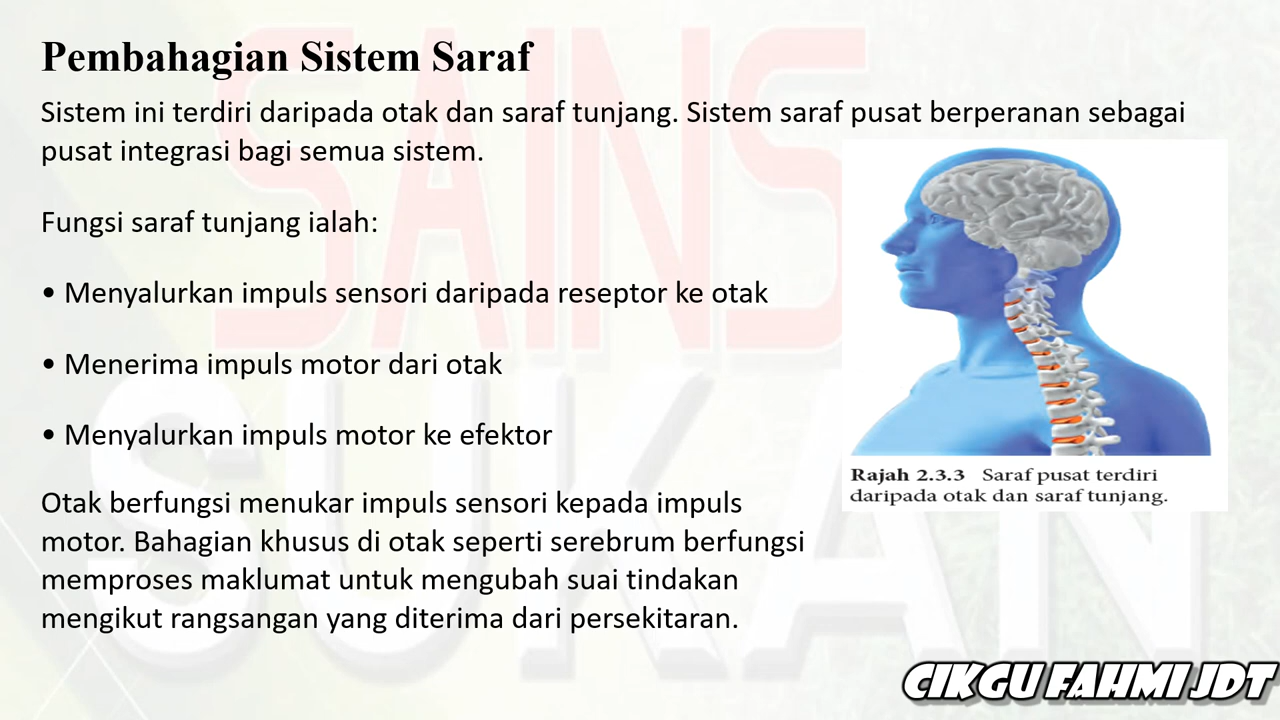 Pembahagian Sistem Saraf
Sistem ini terdiri daripada otak dan saraf tunjang. Sistem saraf pusat berperanan sebagai
pusat integrasi bagi semua sistem.
Fungsi saraf tunjang ialah:
• Menyalurkan impuls sensori daripada reseptor ke otak
• Menerima impuls motor dari otak
• Menyalurkan impuls motor ke efektor
Otak berfungsi menukar impuls sensori kepada impuls
motor. Bahagian khusus di otak seperti serebrum berfungsi
memproses maklumat untuk mengubah suai tindakan
mengikut rangsangan yang diterima dari persekitaran.
Rajah 2.3.3 Saraf pusat terdiri
daripada otak dan saraf tunjang.
SAINS
SUKAN
CIKGU FAHMI JDT